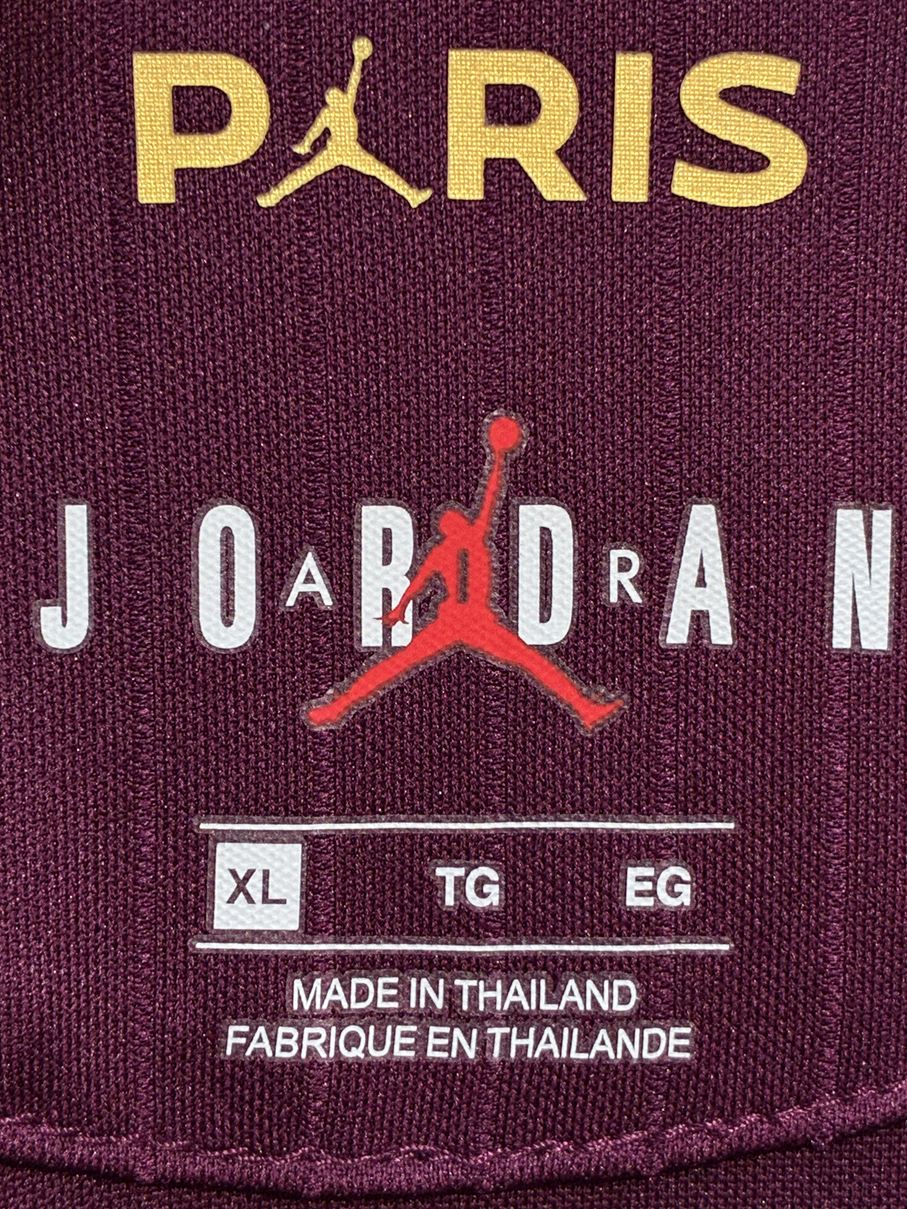 PARIS
JORDAN
AIR
XL TG EG
MADE IN THAILAND
FABRIQUE EN THAILANDE